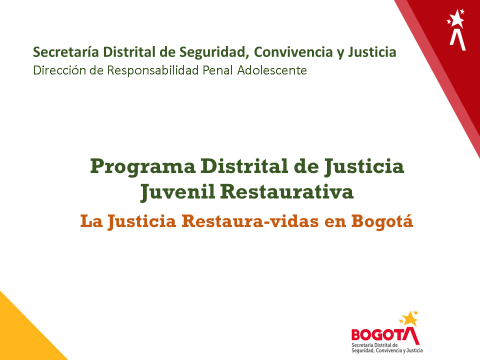 Secretaría Distrital de Seguridad, Convivencia y Justicia
Dirección de Responsabilidad Penal Adolescente
Programa Distrital de Justicia
Juvenil Restaurativa
La Justicia Restaura-vidas en Bogotá
BOGOTÁ
Secretaría Distrital de
Seguridad, Convivencia y Justicia